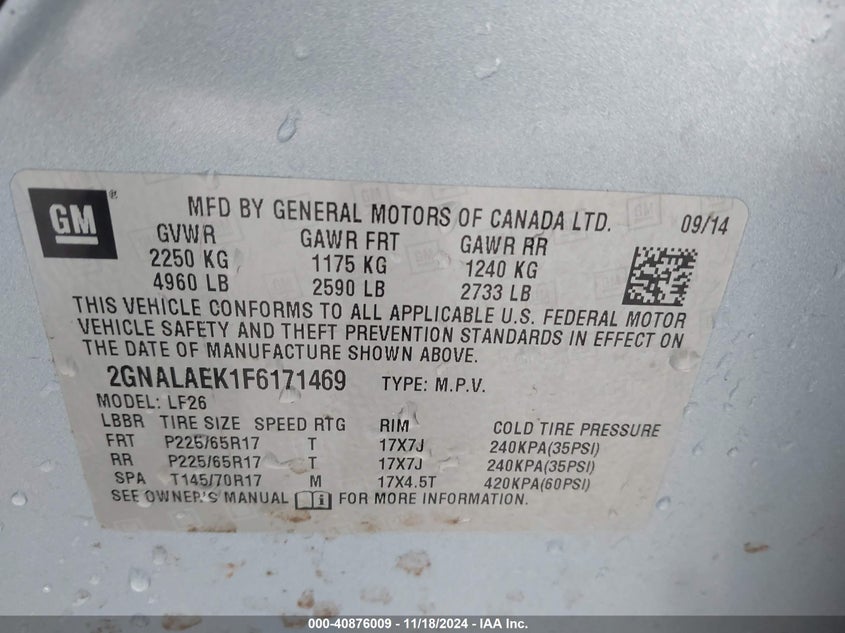 GM ®
MFD BY GENERAL MOTORS OF CANADA LTD. 09/14
GVWR GAWR FRT GAWR RR
2250 KG 1175 KG 1240 KG
4960 LB 2590 LB 2733 LB
THIS VEHICLE CONFORMS TO ALL APPLICABLE U.S. FEDERAL MOTOR
VEHICLE SAFETY AND THEFT PREVENTION STANDARDS IN EFFECT ON
THE DATE OF MANUFACTURE SHOWN ABOVE.
2GNALAEK1F6171469 TYPE: M.P.V.
MODEL: LF26
LBBR TIRE SIZE SPEED RTG RIM COLD TIRE PRESSURE
FRT P225/65R17 T 17X7J 240KPA(35PSI)
RR P225/65R17 T 17X7J 240KPA(35PSI)
SPA T145/70R17 M 17X4.5T 420KPA(60PSI)
SEE OWNER'S MANUAL FOR MORE INFORMATION.
000-40876009 - 11/18/2024 - IAA Inc.